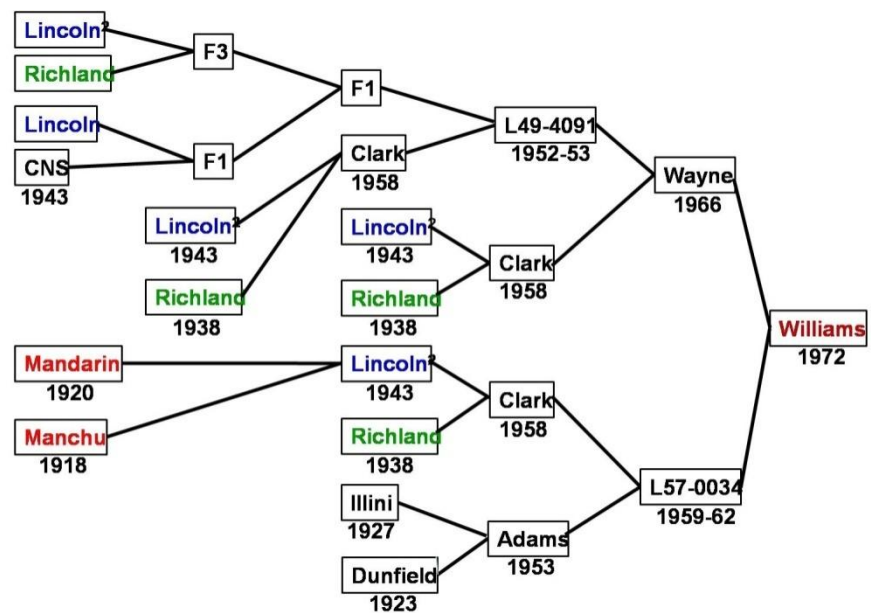 Lincoln²
Richland
F3
Lincoln
CNS
1943
F1
F1
Clark
1958
L49-4091
1952-53
Lincoln²
1943
Richland
1938
Lincoln²
1943
Richland
1938
Clark
1958
Wayne
1966
Mandarin
1920
Manchu
1918
Lincoln²
1943
Richland
1938
Clark
1958
Illini
1927
Dunfield
1923
Adams
1953
L57-0034
1959-62
Williams
1972